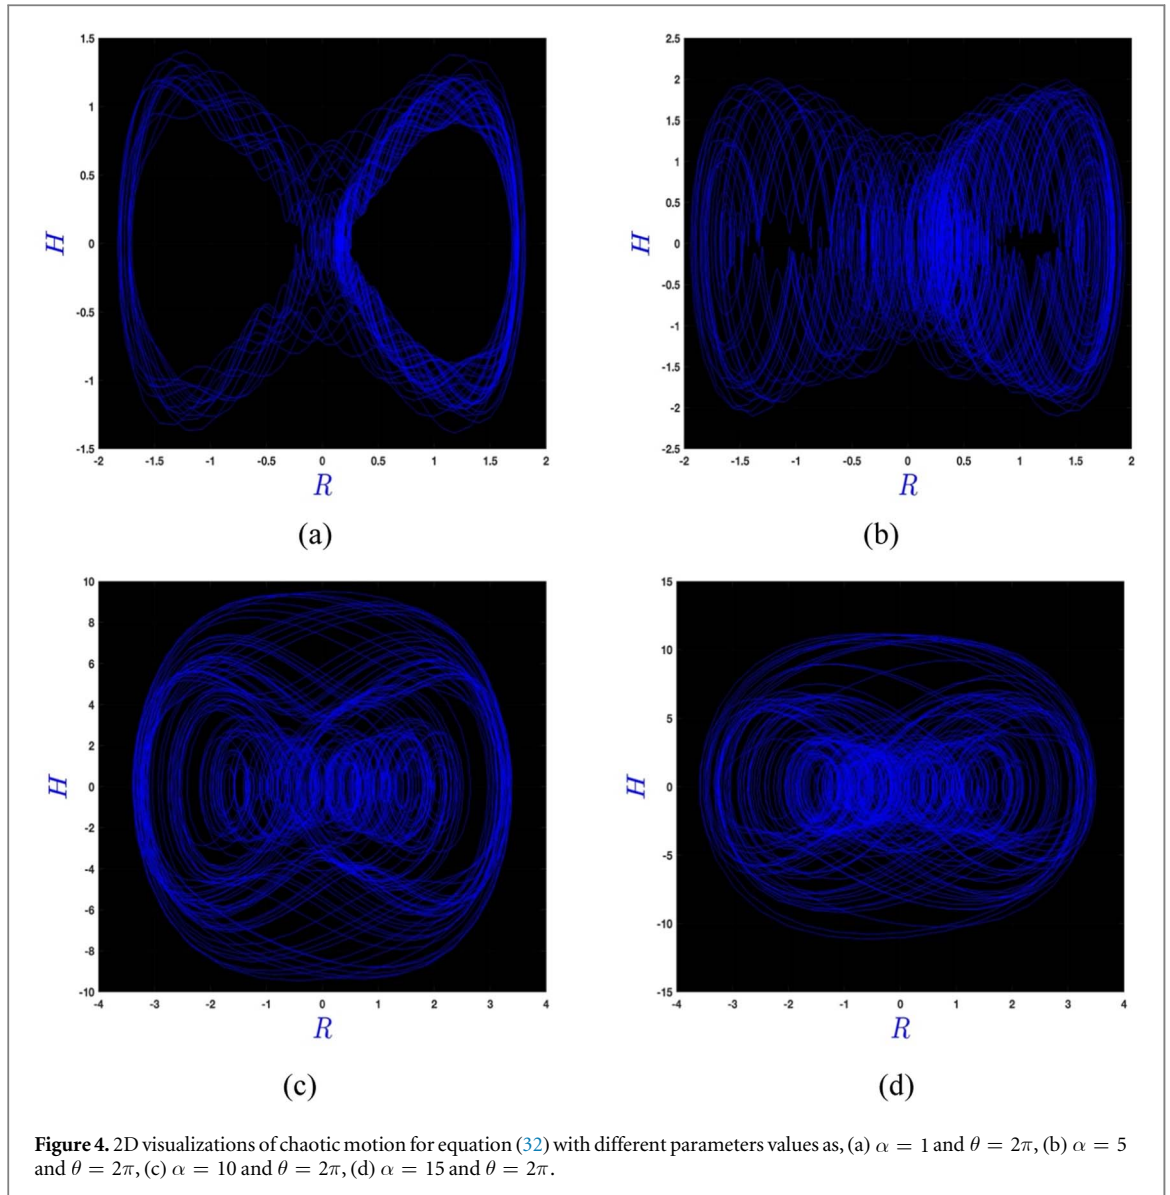 1.5
1
0.5
0
-0.5
-1
-1.5
-2 -1.5 -1 -0.5 0 0.5 1 1.5 2
H
R
(a)
2.5
2
1.5
1
0.5
0
-0.5
-1
-1.5
-2
-2.5
-2 -1.5 -1 -0.5 0 0.5 1 1.5 2
H
R
(b)
10
8
6
4
2
0
-2
-4
-6
-8
-10
-4 -3 -2 -1 0 1 2 3 4
H
R
(c)
15
10
5
0
-5
-10
-15
-4 -3 -2 -1 0 1 2 3 4
H
R
(d)
Figure 4. 2D visualizations of chaotic motion for equation (32) with different parameters values as, (a) α = 1 and θ = 2π, (b) α = 5
and θ = 2π, (c) α = 10 and θ = 2π, (d) α = 15 and θ = 2π.